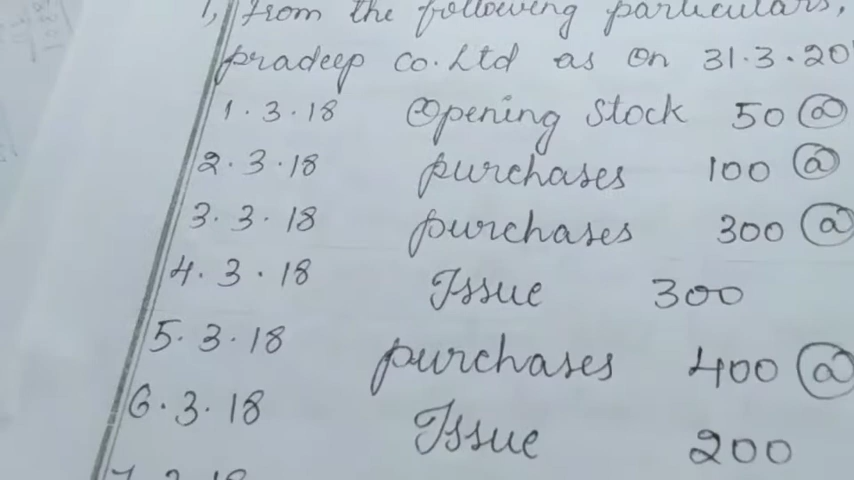 1, From the following particulars,
pradeep co. Ltd as on 31.3.20
1.3.18 Opening Stock 50 @
2.3.18 purchases 100 @
3.3.18 purchases 300 @
4.3.18 Issue 300
5.3.18 purchases 400 @
6.3.18 Issue 200